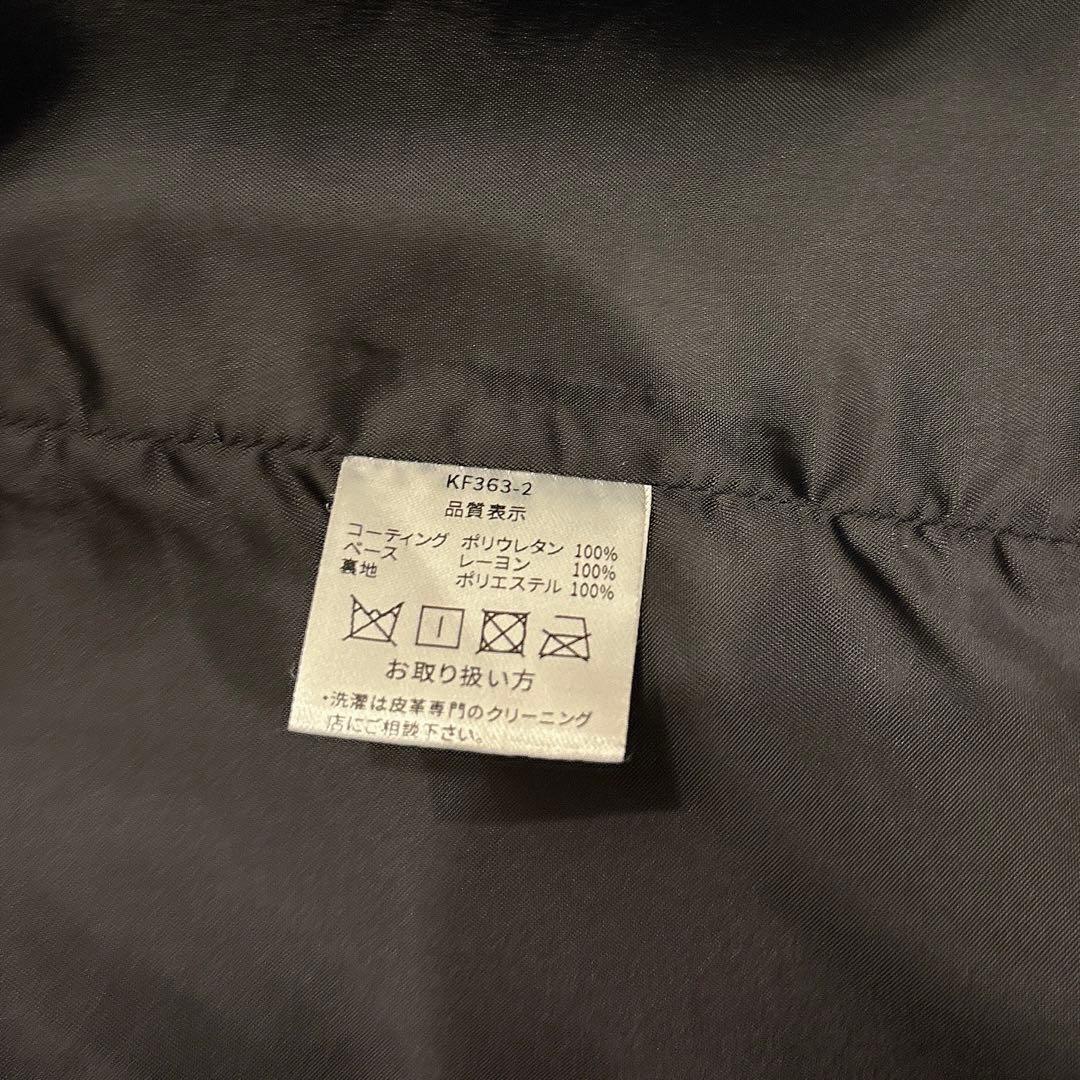 KF363-2
品質表示
コーティング ポリウレタン 100%
ベース レーヨン 100%
裏地 ポリエステル 100%
お取り扱い方
・洗濯は皮革専門のクリーニング
店にご相談下さい。